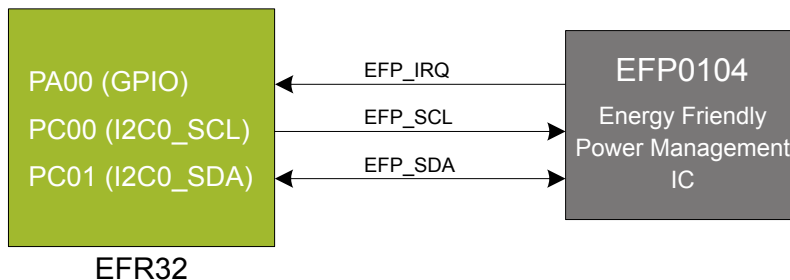 PA00 (GPIO)
PC00 (I2C0_SCL)
PC01 (I2C0_SDA)
EFR32
EFP_IRQ
EFP_SCL
EFP_SDA
EFP0104
Energy Friendly
Power Management
IC